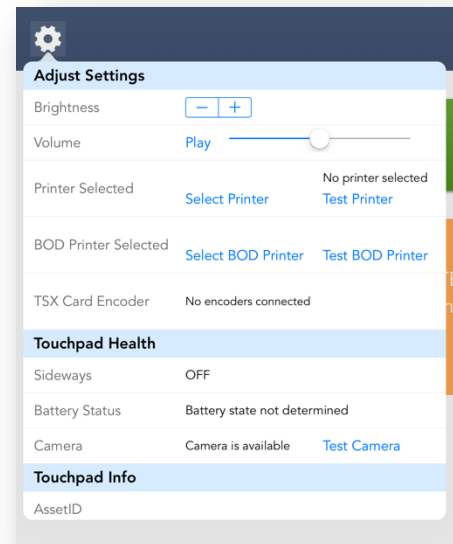 Adjust Settings
Brightness − +
Volume Play
No printer selected
Printer Selected
Select Printer Test Printer
BOD Printer Selected
Select BOD Printer Test BOD Printer
TSX Card Encoder No encoders connected
Touchpad Health
Sideways OFF
Battery Status Battery state not determined
Camera Camera is available Test Camera
Touchpad Info
AssetID